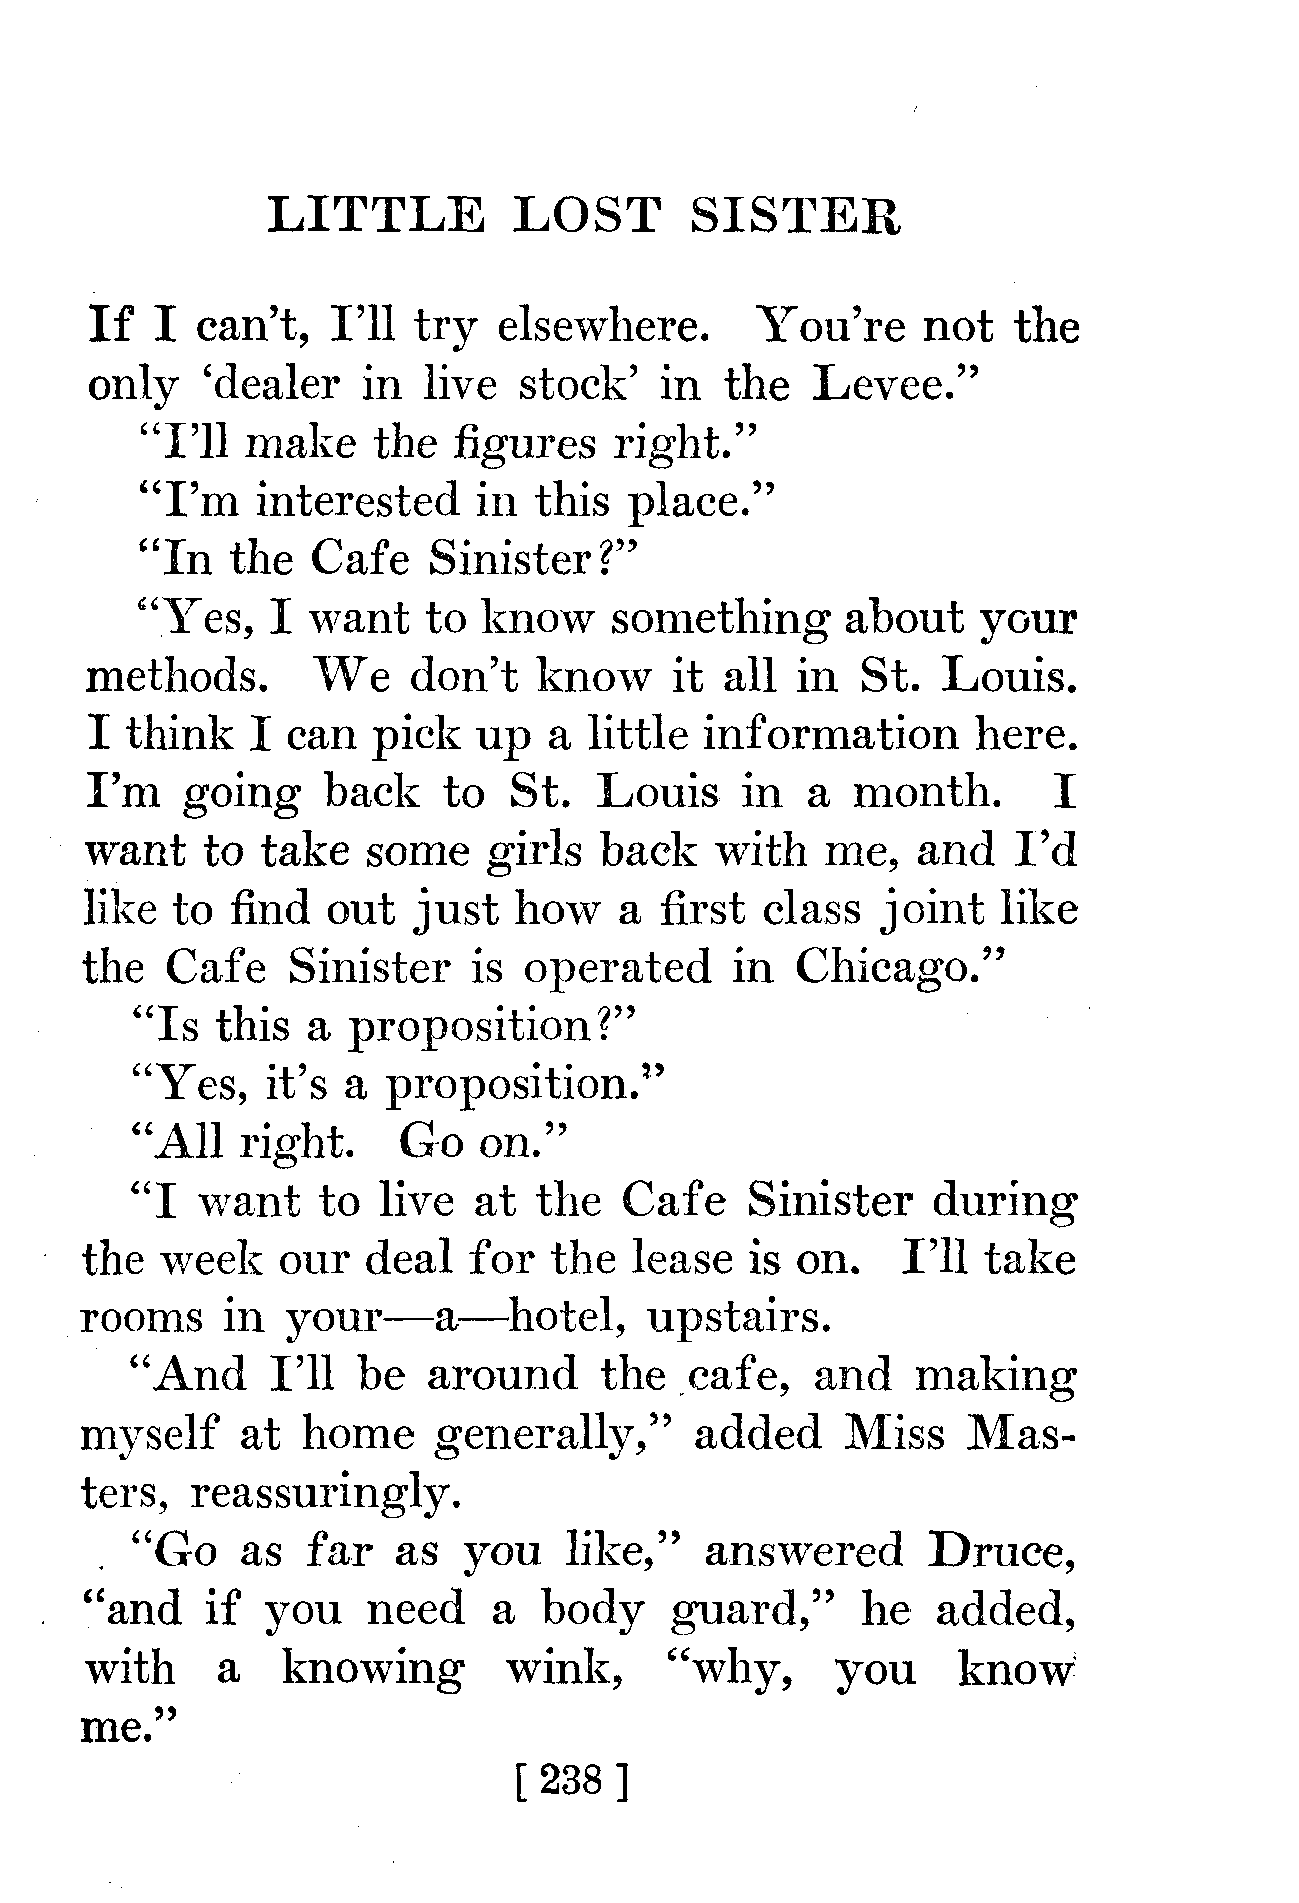 LITTLE LOST SISTER
If I can't, I'll try elsewhere. You're not the
only ‘dealer in live stock’ in the Levee.”
“I'll make the figures right.”
“I'm interested in this place.”
“In the Cafe Sinister?”
“Yes, I want to know something about your
methods. We don't know it all in St. Louis.
I think I can pick up a little information here.
I'm going back to St. Louis in a month. I
want to take some girls back with me, and I'd
like to find out just how a first class joint like
the Cafe Sinister is operated in Chicago.”
“Is this a proposition?”
“Yes, it's a proposition.”
“All right. Go on.”
“I want to live at the Cafe Sinister during
the week our deal for the lease is on. I'll take
rooms in your—a—hotel, upstairs.
“And I'll be around the cafe, and making
myself at home generally,” added Miss Mas-
ters, reassuringly.
“Go as far as you like,” answered Druce,
“and if you need a body guard,” he added,
with a knowing wink, “why, you know
me.”
[ 238 ]